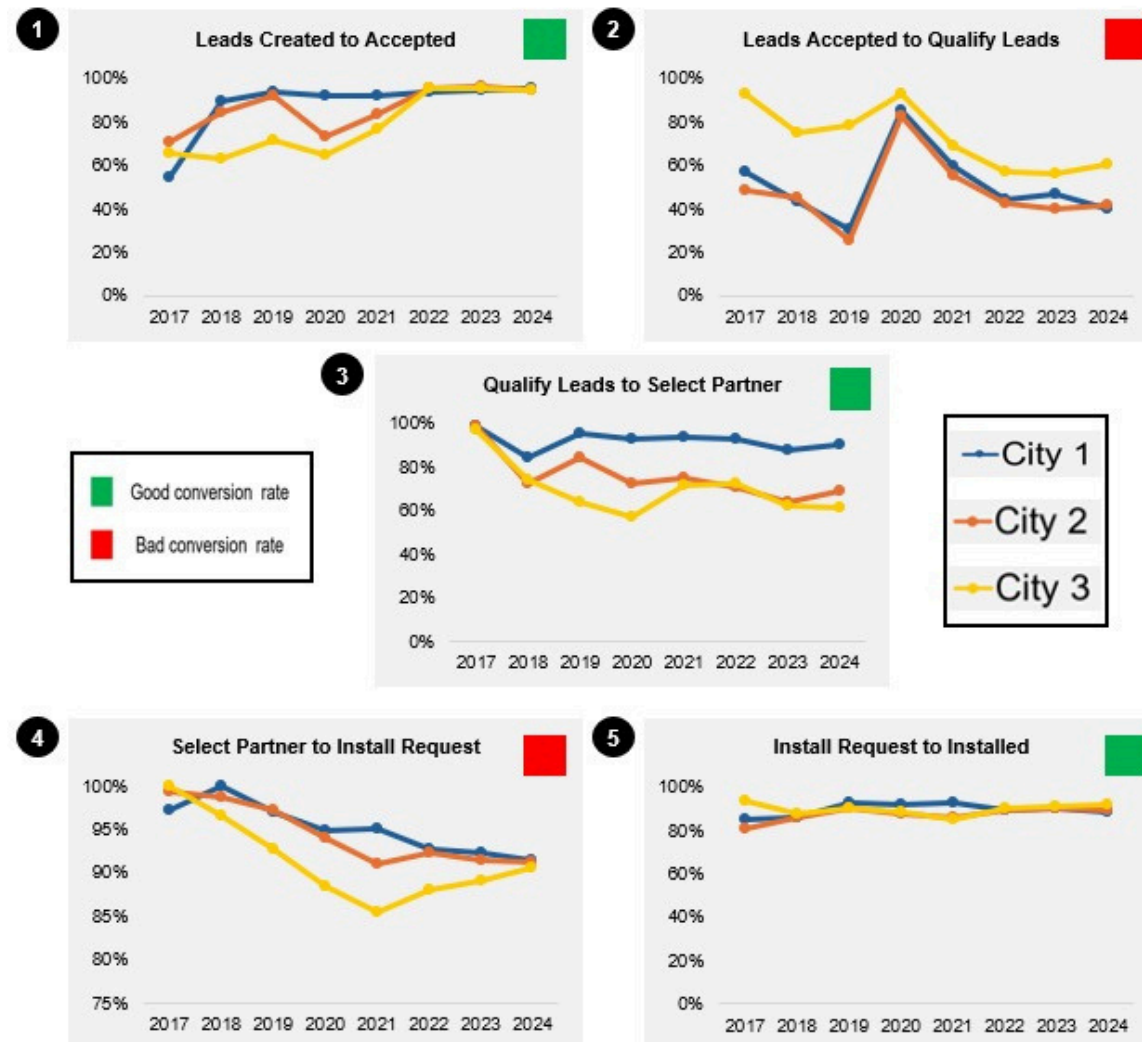 1
Leads Created to Accepted
100%
80%
60%
40%
20%
0%
2017 2018 2019 2020 2021 2022 2023 2024
2
Leads Accepted to Qualify Leads
100%
80%
60%
40%
20%
0%
2017 2018 2019 2020 2021 2022 2023 2024
3
Qualify Leads to Select Partner
100%
80%
60%
40%
20%
0%
2017 2018 2019 2020 2021 2022 2023 2024
Good conversion rate
Bad conversion rate
City 1
City 2
City 3
4
Select Partner to Install Request
100%
95%
90%
85%
80%
75%
2017 2018 2019 2020 2021 2022 2023 2024
5
Install Request to Installed
100%
80%
60%
40%
20%
0%
2017 2018 2019 2020 2021 2022 2023 2024